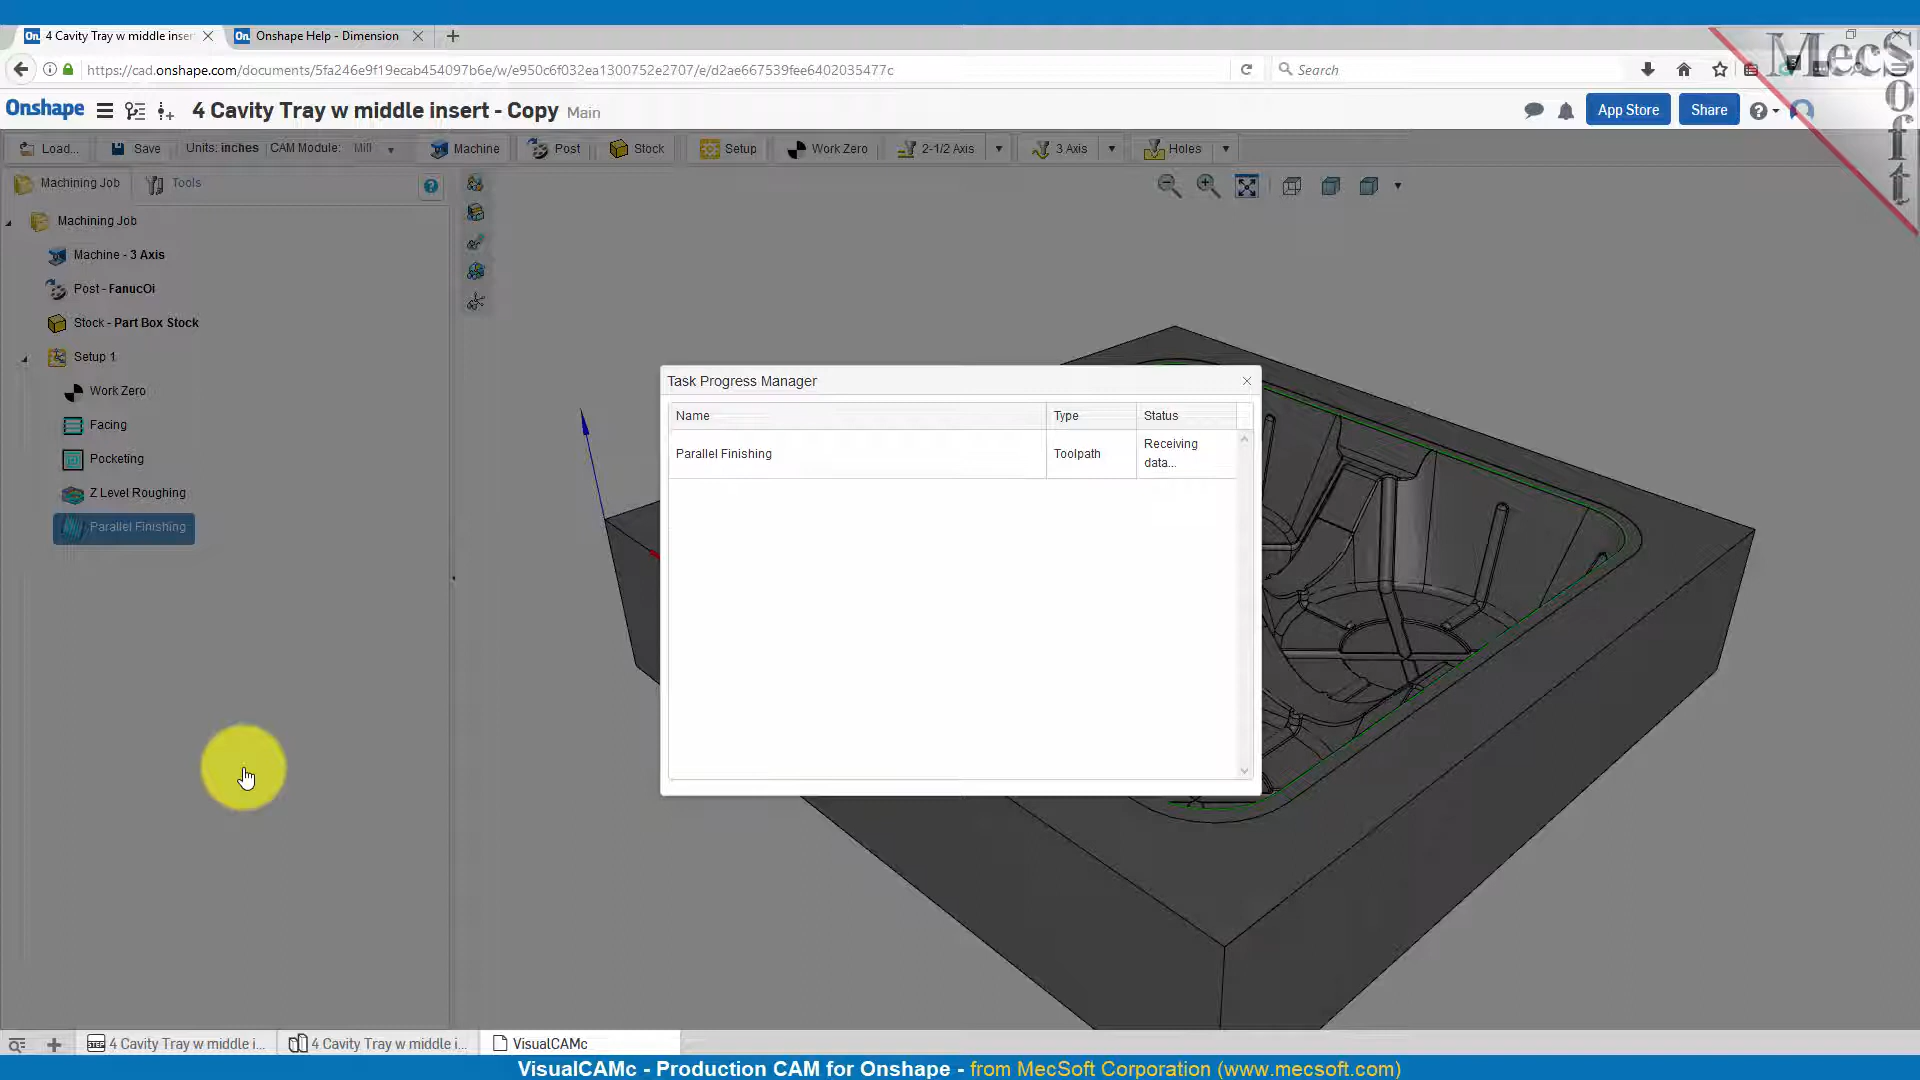 4 Cavity Tray w middle inser
Onshape Help - Dimension
https://cad.onshape.com/documents/5fa246e9f19ecab454097b6e/w/e950c6f032ea1300752e2707/e/d2ae667539fee6402035477c
Search
MecSoft
Onshape
4 Cavity Tray w middle insert - Copy Main
App Store
Share
Load...
Save
Units: inches
CAM Module: Mill
Machine
Post
Stock
Setup
Work Zero
2-1/2 Axis
3 Axis
Holes
Machining Job
Tools
Machining Job
Machine - 3 Axis
Post - FanucOi
Stock - Part Box Stock
Setup 1
Work Zero
Facing
Pocketing
Z Level Roughing
Parallel Finishing
Task Progress Manager
Name Type Status
Parallel Finishing Toolpath Receiving
data...
4 Cavity Tray w middle i...
4 Cavity Tray w middle i...
VisualCAMc
VisualCAMc - Production CAM for Onshape - from MecSoft Corporation (www.mecsoft.com)